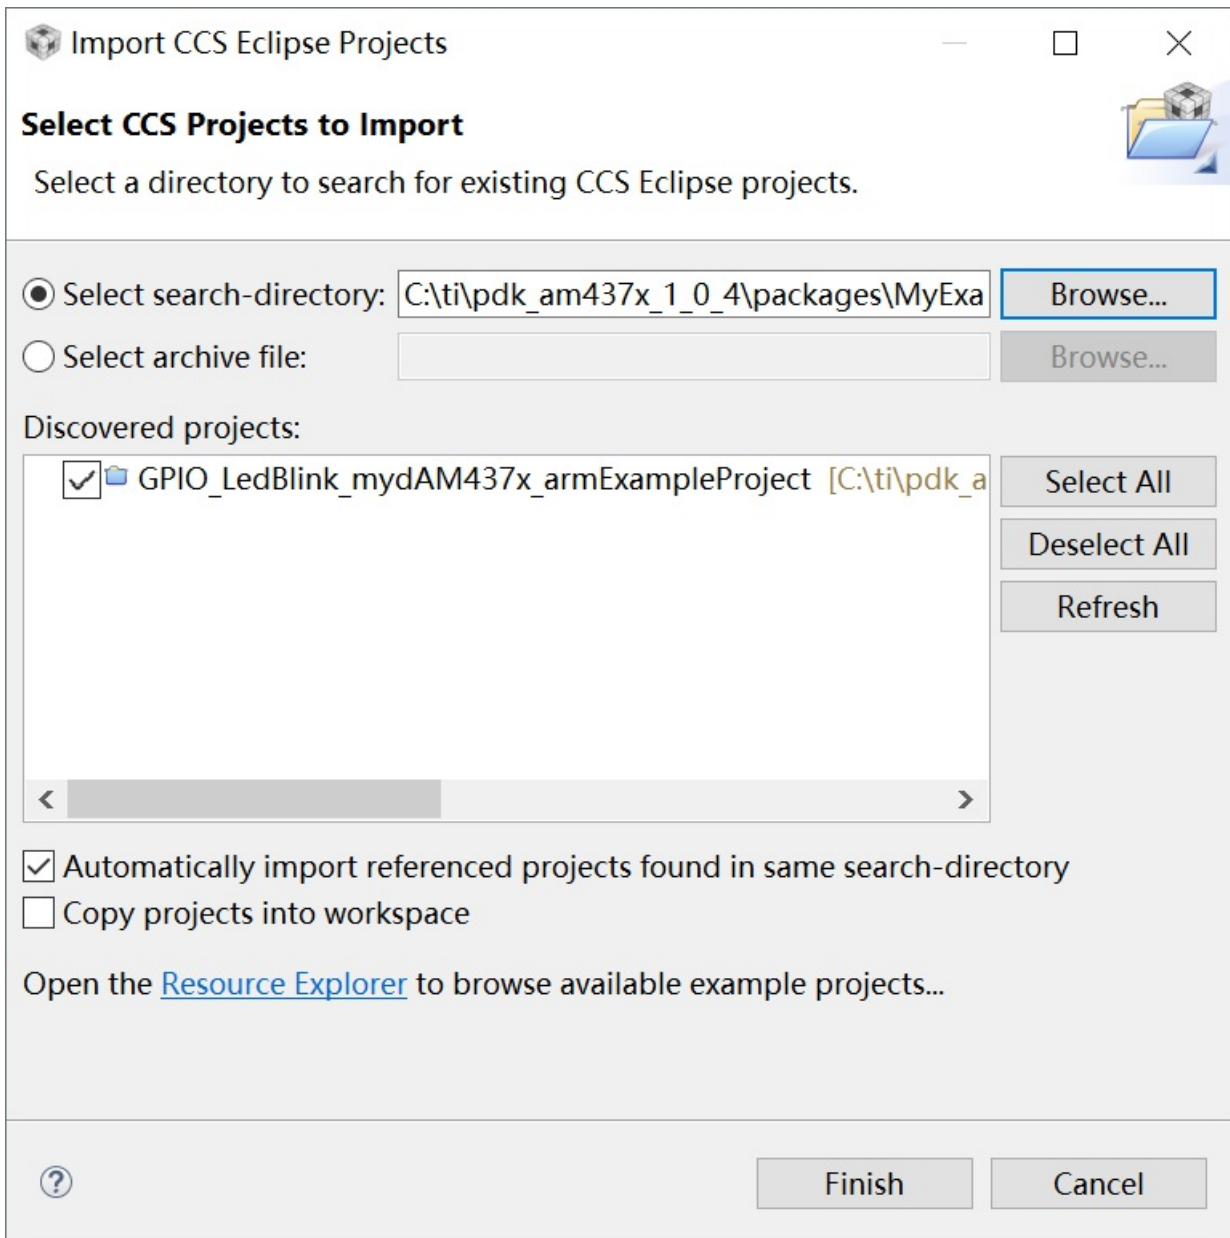 Import CCS Eclipse Projects
Select CCS Projects to Import
Select a directory to search for existing CCS Eclipse projects.
Select search-directory: C:\ti\pdk_am437x_1_0_4\packages\MyExa Browse...
Select archive file: Browse...
Discovered projects:
GPIO_LedBlink_mydAM437x_armExampleProject [C:\ti\pdk_a
Select All
Deselect All
Refresh
Automatically import referenced projects found in same search-directory
Copy projects into workspace
Open the Resource Explorer to browse available example projects...
? Finish Cancel